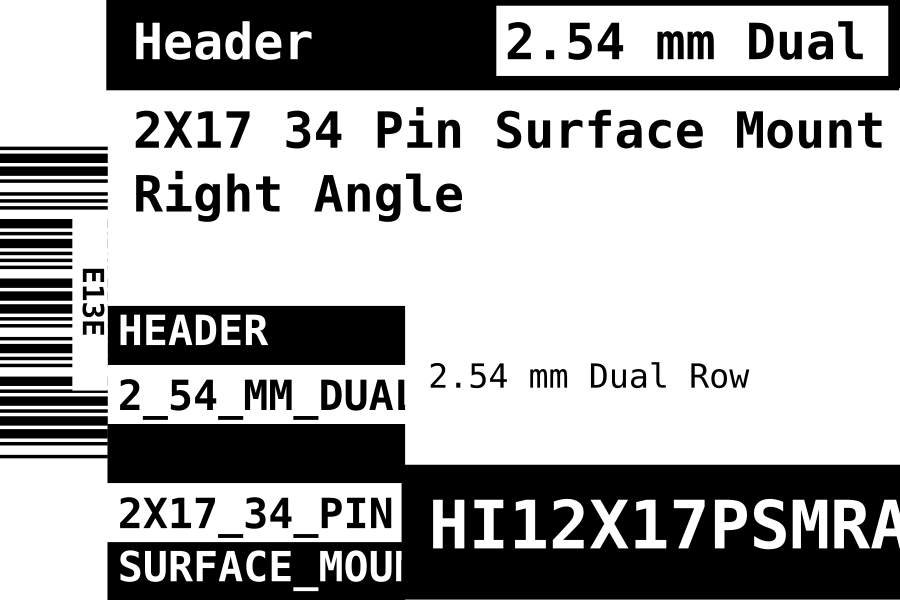 Header
2.54 mm Dual
2X17 34 Pin Surface Mount
Right Angle
E13E
HEADER
2_54_MM_DUAL
2.54 mm Dual Row
2X17_34_PIN
SURFACE_MOU
HI12X17PSMRA